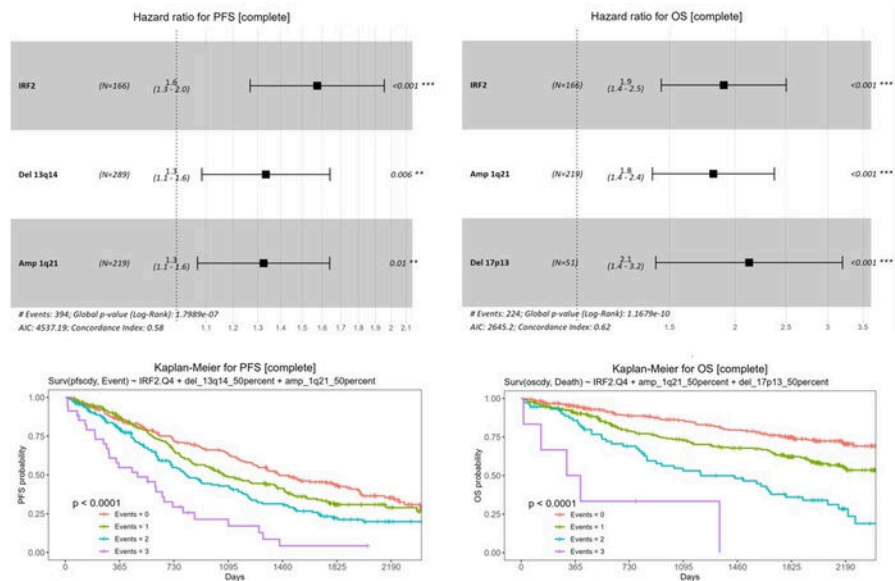 Hazard ratio for PFS [complete]
IRF2 (N=166) 1.6 (1.3 - 2.0) <0.001 ***
Del 13q14 (N=289) 1.3 (1.1 - 1.6) 0.006 **
Amp 1q21 (N=219) 1.3 (1.1 - 1.6) 0.01 **
# Events: 394; Global p-value (Log-Rank): 1.7989e-07
AIC: 4537.19; Concordance Index: 0.58
1.1 1.2 1.3 1.4 1.5 1.6 1.7 1.8 1.9 2 2.1
Hazard ratio for OS [complete]
IRF2 (N=166) 1.9 (1.4 - 2.5) <0.001 ***
Amp 1q21 (N=219) 1.8 (1.4 - 2.4) <0.001 ***
Del 17p13 (N=51) 2.1 (1.4 - 3.2) <0.001 ***
# Events: 224; Global p-value (Log-Rank): 1.1679e-10
AIC: 2645.2; Concordance Index: 0.62
1.5 2 2.5 3 3.5
Kaplan-Meier for PFS [complete]
Surv(pfscdy, Event) ~ IRF2.Q4 + del_13q14_50percent + amp_1q21_50percent
PFS probability
1.00
0.75
0.50
0.25
0.00
p < 0.0001
Events = 0
Events = 1
Events = 2
Events = 3
0 365 730 1095 1460 1825 2190
Days
Kaplan-Meier for OS [complete]
Surv(oscdy, Death) ~ IRF2.Q4 + amp_1q21_50percent + del_17p13_50percent
OS probability
1.00
0.75
0.50
0.25
0.00
p < 0.0001
Events = 0
Events = 1
Events = 2
Events = 3
0 365 730 1095 1460 1825 2190
Days